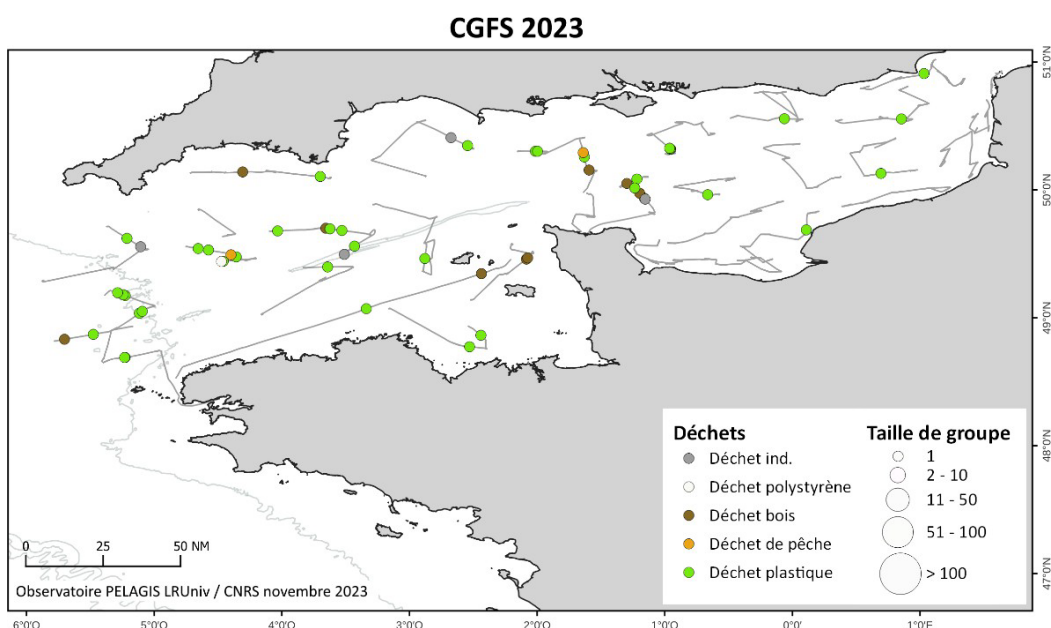 CGFS 2023
51°0'N
50°0'N
49°0'N
48°0'N
47°0'N
Déchets
Déchet ind.
Déchet polystyrène
Déchet bois
Déchet de pêche
Déchet plastique
Taille de groupe
1
2 - 10
11 - 50
51 - 100
> 100
0 25 50 NM
Observatoire PELAGIS LRUniv / CNRS novembre 2023
6°0'O 5°0'O 4°0'O 3°0'O 2°0'O 1°0'O 0°0' 1°0'E